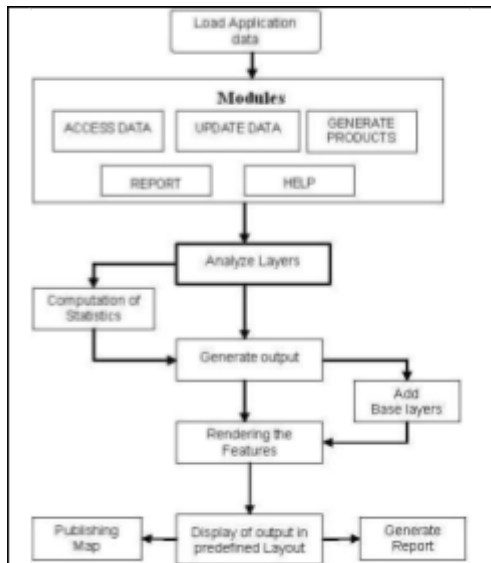 Load Application
data
Modules
ACCESS DATA
UPDATE DATA
GENERATE
PRODUCTS
REPORT
HELP
Analyze Layers
Computation of
Statistics
Generate output
Add
Base layers
Rendering the
Features
Publishing
Map
Display of output in
predefined Layout
Generate
Report